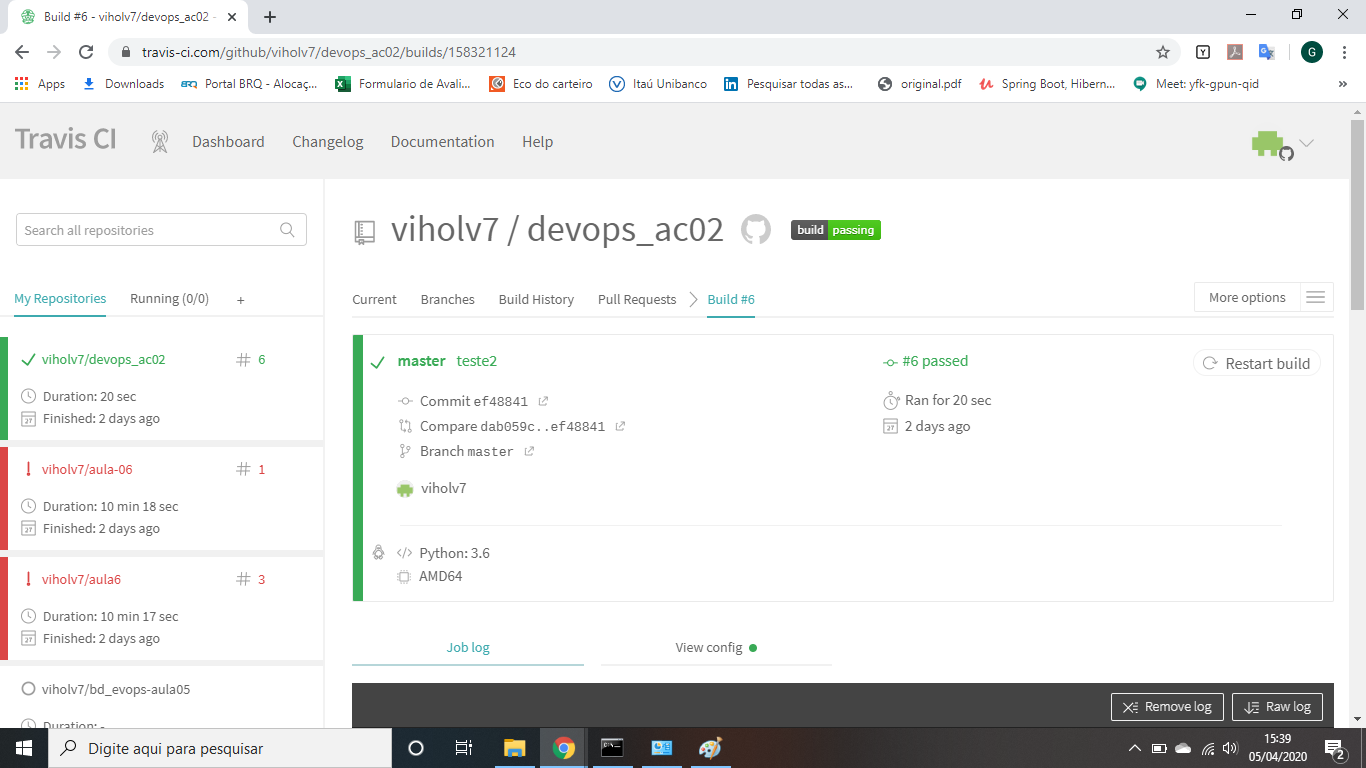 Build #6 - viholv7/devops_ac02 -
travis-ci.com/github/viholv7/devops_ac02/builds/158321124
G
Apps
Downloads
Portal BRQ - Alocaç...
Formulario de Avali...
Eco do carteiro
Itaú Unibanco
Pesquisar todas as...
original.pdf
Spring Boot, Hibern...
Meet: yfk-gpun-qid
»
Travis CI
Dashboard
Changelog
Documentation
Help
Search all repositories
My Repositories
Running (0/0)
+
viholv7/devops_ac02
# 6
Duration: 20 sec
Finished: 2 days ago
! viholv7/aula-06
# 1
Duration: 10 min 18 sec
Finished: 2 days ago
! viholv7/aula6
# 3
Duration: 10 min 17 sec
Finished: 2 days ago
viholv7/bd_evops-aula05
Duration: -
viholv7 / devops_ac02
build passing
Current
Branches
Build History
Pull Requests
Build #6
More options
master teste2
#6 passed
Restart build
Commit ef48841
Ran for 20 sec
Compare dab059c..ef48841
2 days ago
Branch master
viholv7
Python: 3.6
AMD64
Job log
View config
Remove log
Raw log
Digite aqui para pesquisar
15:39
05/04/2020
2